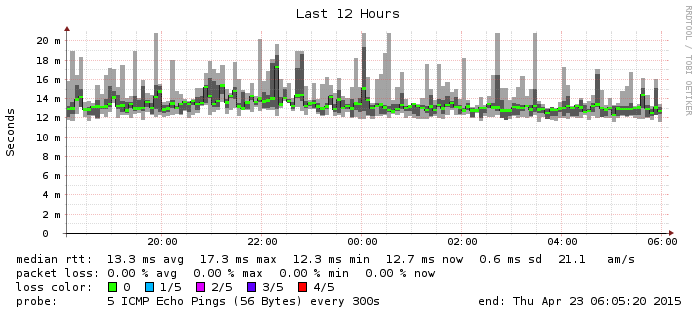 Last 12 Hours
RRDTOOL / TOBI OETIKER
Seconds
20 m
18 m
16 m
14 m
12 m
10 m
8 m
6 m
4 m
2 m
0
20:00 22:00 00:00 02:00 04:00 06:00
median rtt: 13.3 ms avg 17.3 ms max 12.3 ms min 12.7 ms now 0.6 ms sd 21.1 am/s
packet loss: 0.00 % avg 0.00 % max 0.00 % min 0.00 % now
loss color: 0 1/5 2/5 3/5 4/5
probe: 5 ICMP Echo Pings (56 Bytes) every 300s end: Thu Apr 23 06:05:20 2015